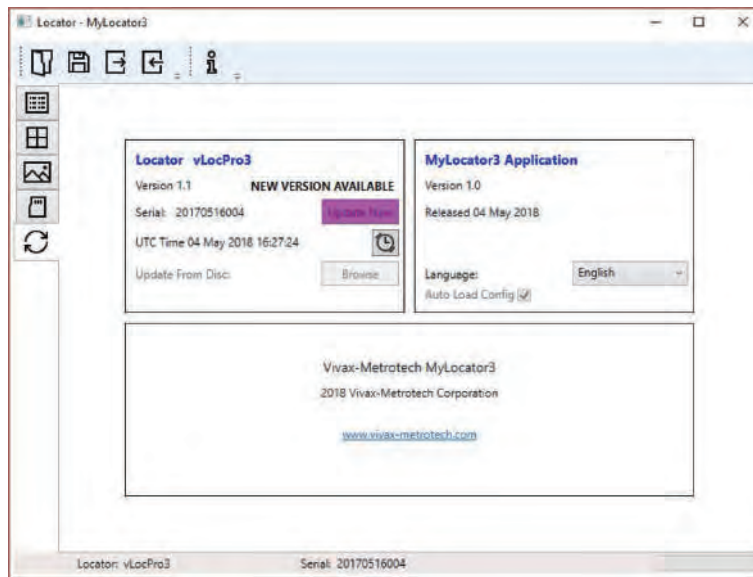 Locator - MyLocator3
Locator vLocPro3
Version 1.1 NEW VERSION AVAILABLE
Serial: 20170516004 Update Now
UTC Time 04 May 2018 16:27:24
Update From Disc: Browse
MyLocator3 Application
Version 1.0
Released 04 May 2018
Language: English
Auto Load Config
Vivax-Metrotech MyLocator3
2018 Vivax-Metrotech Corporation
www.vivax-metrotech.com
Locator: vLocPro3 Serial: 20170516004